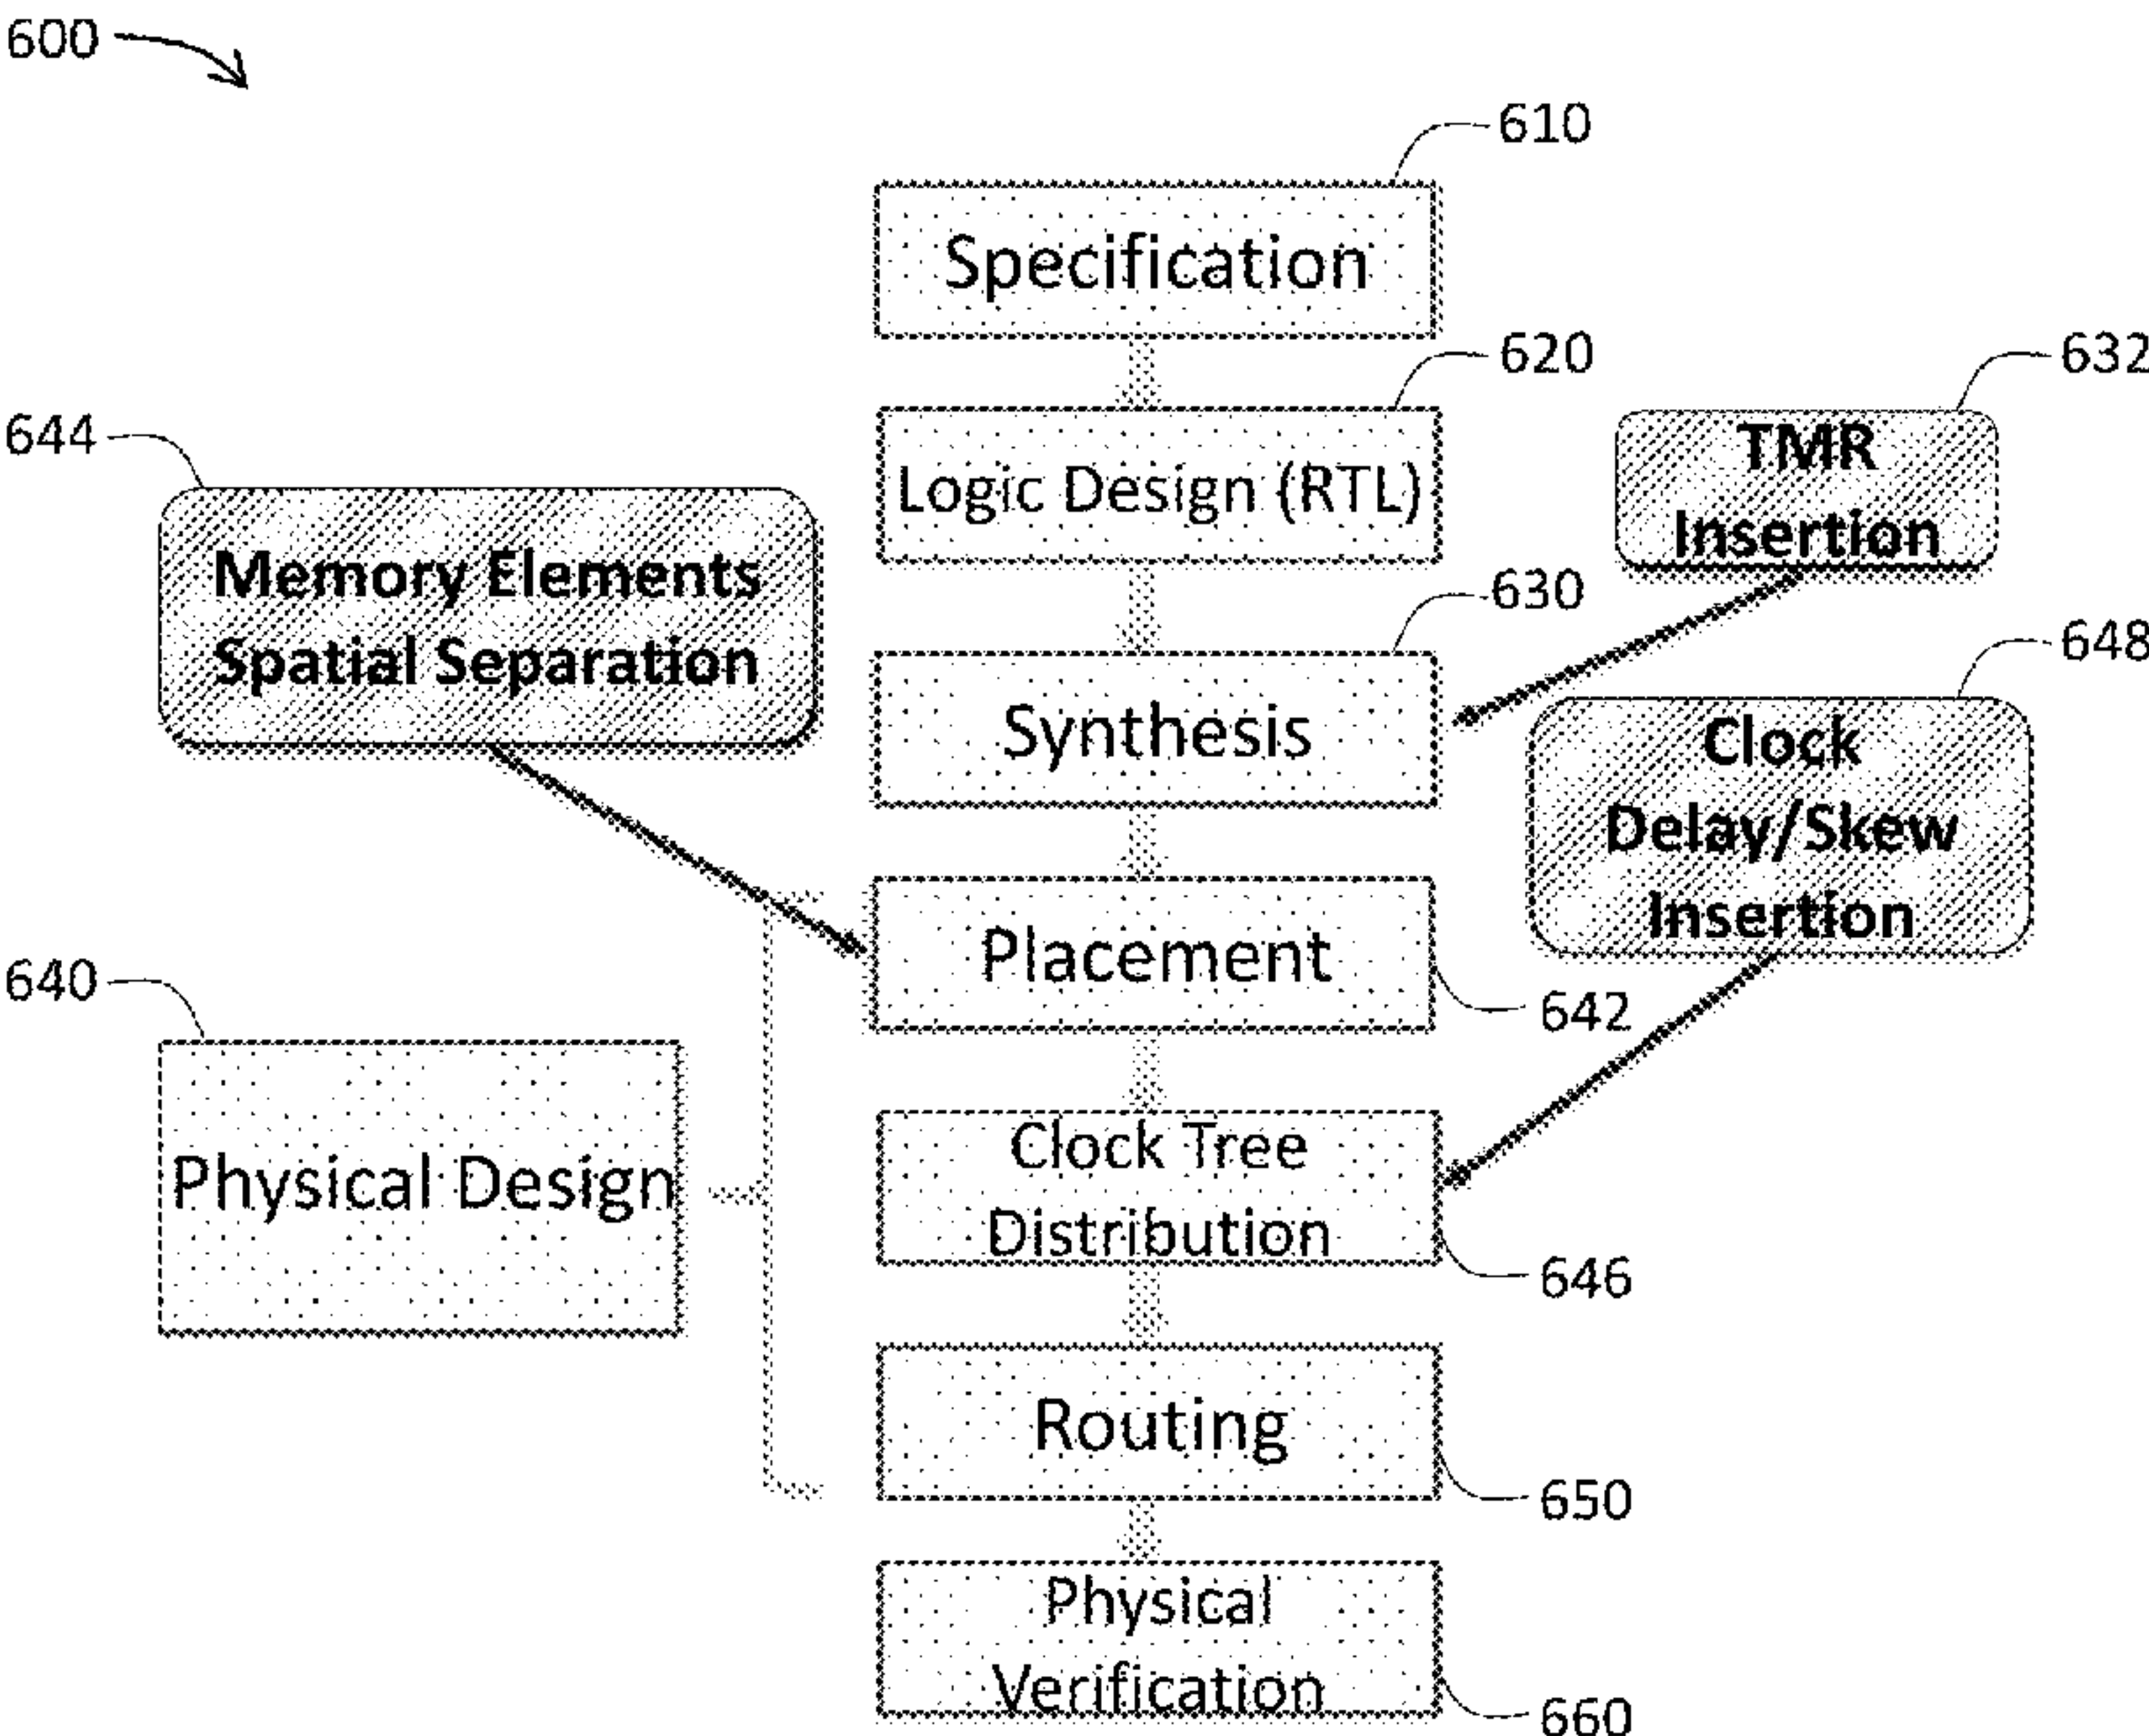 600
610
Specification
620
632
Logic Design (RTL)
TMR
Insertion
644
Memory Elements
Spatial Separation
630
648
Synthesis
Clock
Delay/Skew
Insertion
Placement
642
640
Physical Design
Clock Tree
Distribution
646
Routing
650
Physical
Verification
660